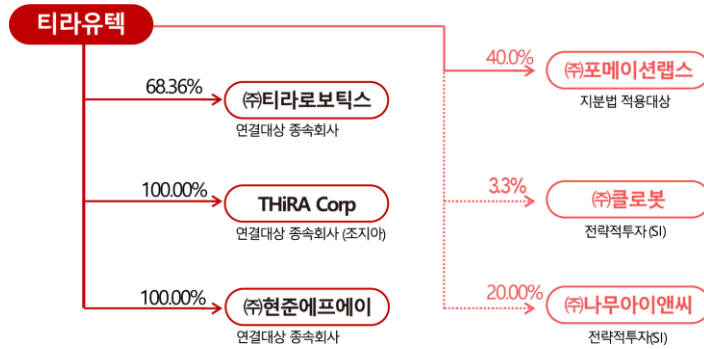 티라유텍
68.36%
㈜티라로보틱스
연결대상 종속회사
100.00%
THiRA Corp
연결대상 종속회사 (조지아)
100.00%
㈜현준에프에이
연결대상 종속회사
40.0%
㈜포메이션랩스
지분법 적용대상
3.3%
㈜클로봇
전략적투자(SI)
20.00%
㈜나무아이앤씨
전략적투자(SI)